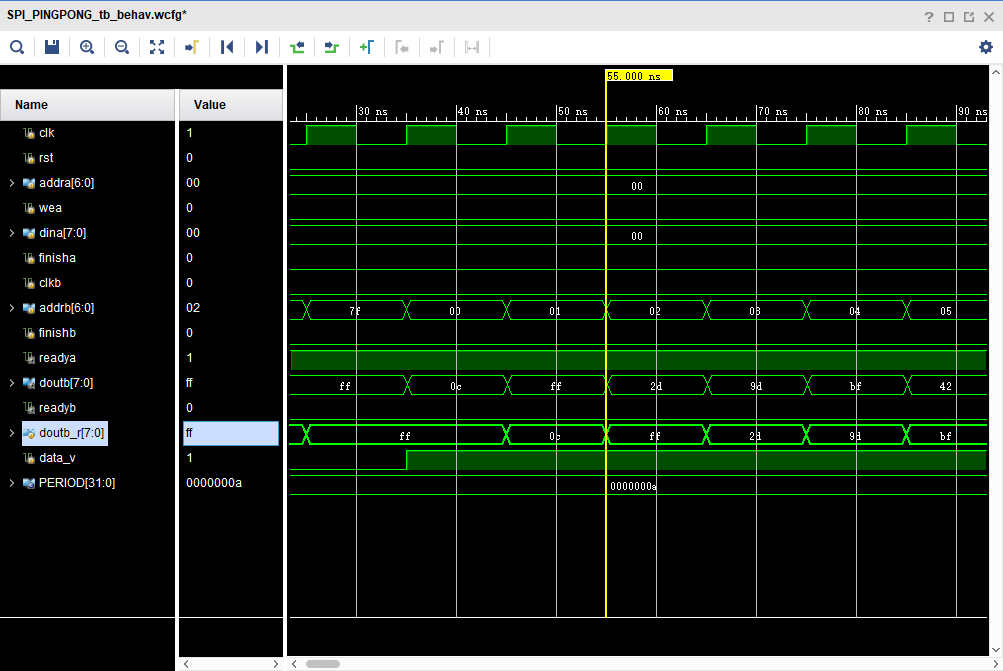 SPI_PINGPONG_tb_behav.wcfg*
55.000 ns
Name Value
30 ns 40 ns 50 ns 60 ns 70 ns 80 ns 90 ns
clk 1
rst 0
addra[6:0] 00 00
wea 0
dina[7:0] 00 00
finisha 0
clkb 0
addrb[6:0] 02 7f 00 01 02 03 04 05
finishb 0
readya 1
doutb[7:0] ff ff 0c ff 2d 9d bf 42
readyb 0
doutb_r[7:0] ff ff 0c ff 2d 9d bf
data_v 1
PERIOD[31:0] 0000000a 0000000a